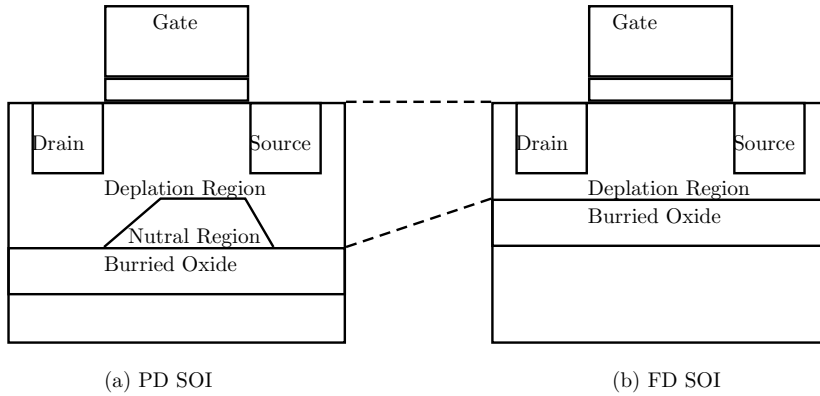 Gate
Drain
Source
Deplation Region
Nutral Region
Burried Oxide
(a) PD SOI
Gate
Drain
Source
Deplation Region
Burried Oxide
(b) FD SOI